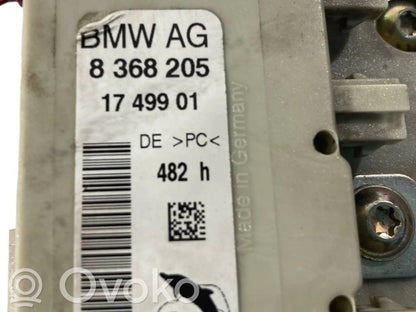 BMW AG
8 368 205
17 499 01
DE >PC<
482 h
Made in Germany
OVOKO